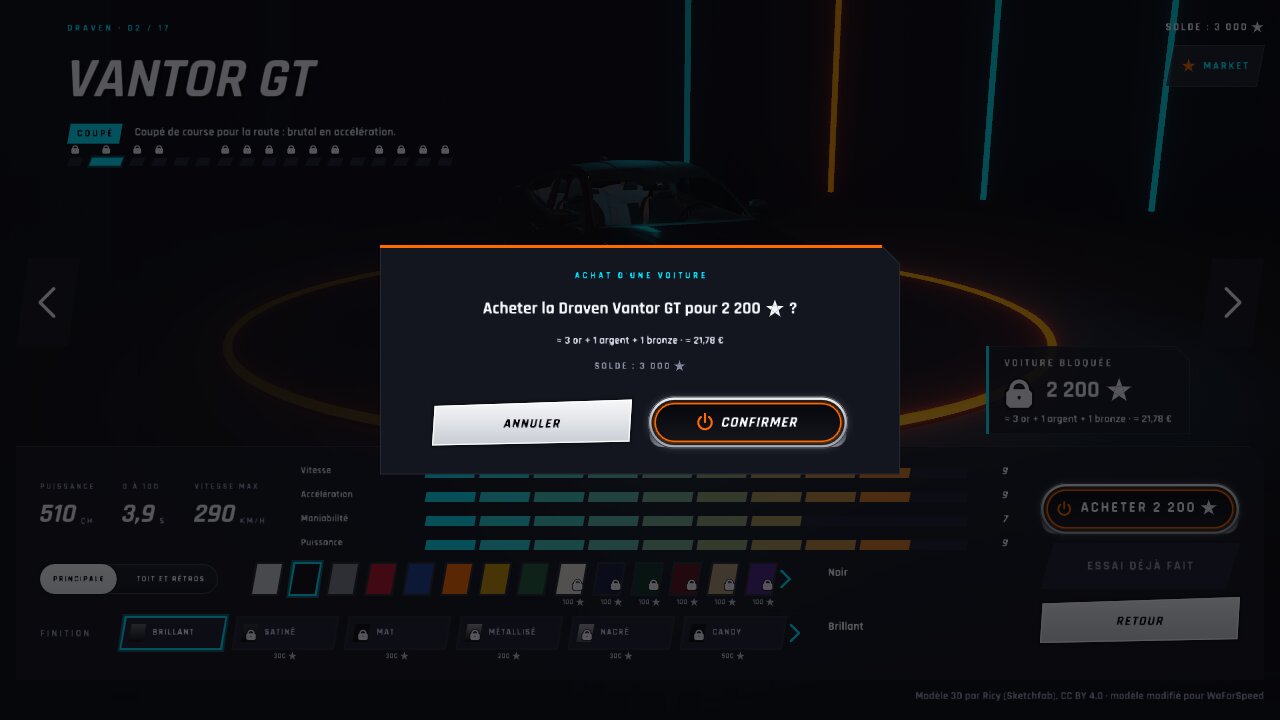 DRAVEN · 02 / 17
SOLDE : 3 000 ★
VANTOR GT
★ MARKET
COUPÉ
Coupé de course pour la route : brutal en accélération.
ACHAT D'UNE VOITURE
Acheter la Draven Vantor GT pour 2 200 ★ ?
≈ 3 or + 1 argent + 1 bronze · ≈ 21,78 €
SOLDE : 3 000 ★
ANNULER
CONFIRMER
VOITURE BLOQUÉE
2 200 ★
≈ 3 or + 1 argent + 1 bronze · ≈ 21,78 €
PUISSANCE
510 CH
0 À 100
3,9 S
VITESSE MAX
290 KM/H
Vitesse 9
Accélération 9
Maniabilité 7
Puissance 9
ACHETER 2 200 ★
ESSAI DÉJÀ FAIT
RETOUR
PRINCIPALE
TOIT ET RÉTROS
100 ★ 100 ★ 100 ★ 100 ★ 100 ★ 100 ★
Noir
FINITION
BRILLANT
SATINÉ
MAT
MÉTALLISÉ
NACRÉ
CANDY
300 ★ 300 ★ 200 ★ 300 ★ 500 ★
Brillant
Modèle 3D par Ricy (Sketchfab), CC BY 4.0 · modèle modifié pour WaForSpeed